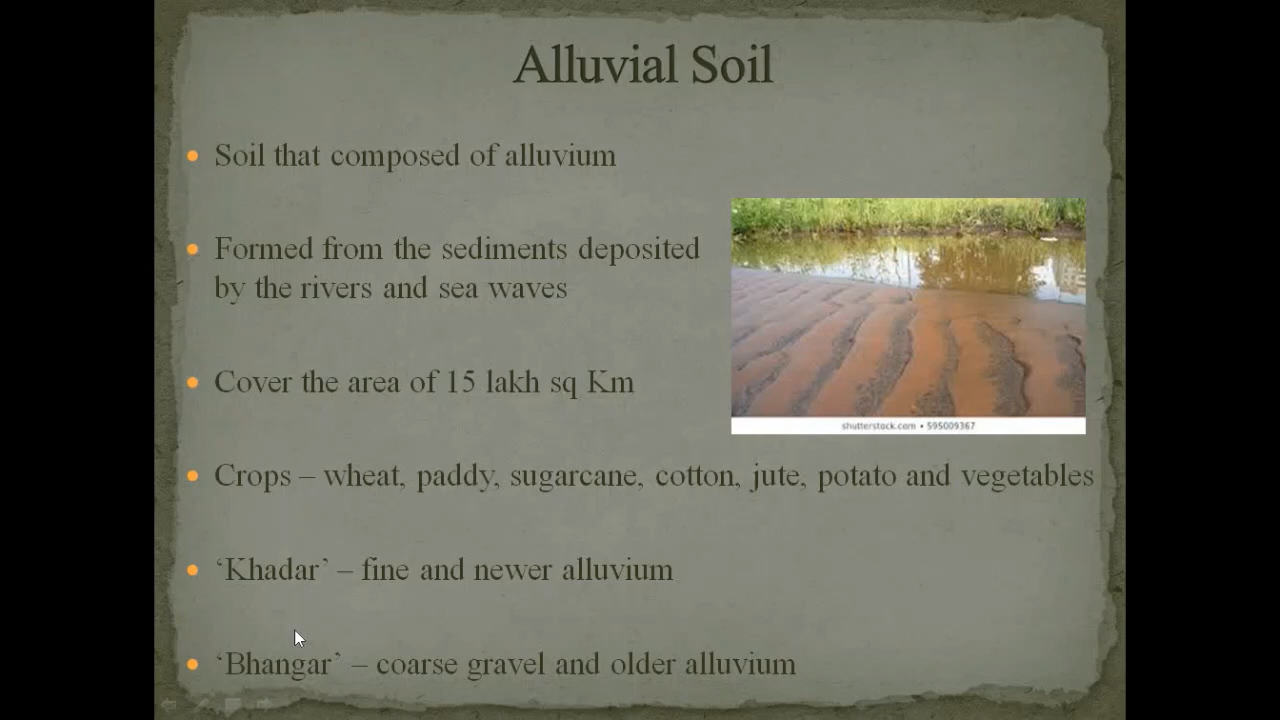 Alluvial Soil
Soil that composed of alluvium
Formed from the sediments deposited
by the rivers and sea waves
Cover the area of 15 lakh sq Km
shutterstock.com • 595009367
Crops – wheat, paddy, sugarcane, cotton, jute, potato and vegetables
‘Khadar’ – fine and newer alluvium
‘Bhangar’ – coarse gravel and older alluvium